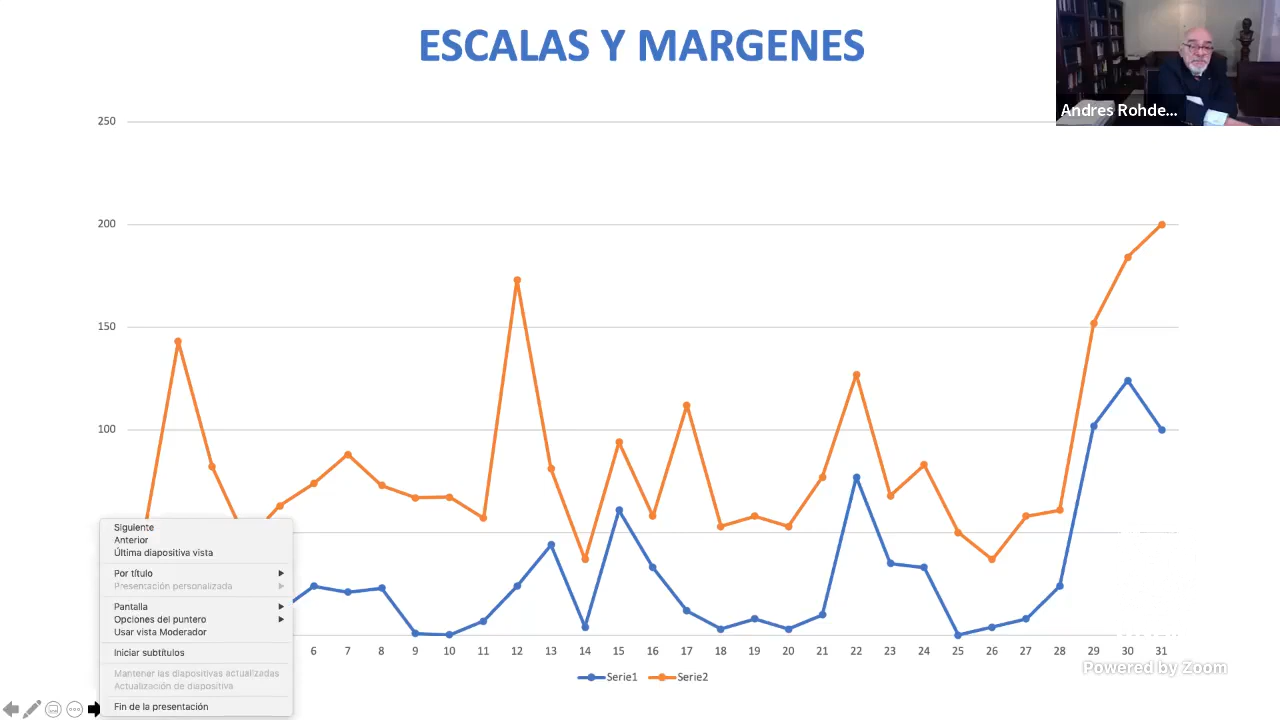 ESCALAS Y MARGENES
Andres Rohde...
250
200
150
100
Siguiente
Anterior
Última diapositiva vista
Por título
Presentación personalizada
Pantalla
Opciones del puntero
Usar vista Moderador
Iniciar subtítulos
Mantener las diapositivas actualizadas
Actualización de diapositiva
Fin de la presentación
6 7 8 9 10 11 12 13 14 15 16 17 18 19 20 21 22 23 24 25 26 27 28 29 30 31
Serie1 Serie2
Powered by Zoom